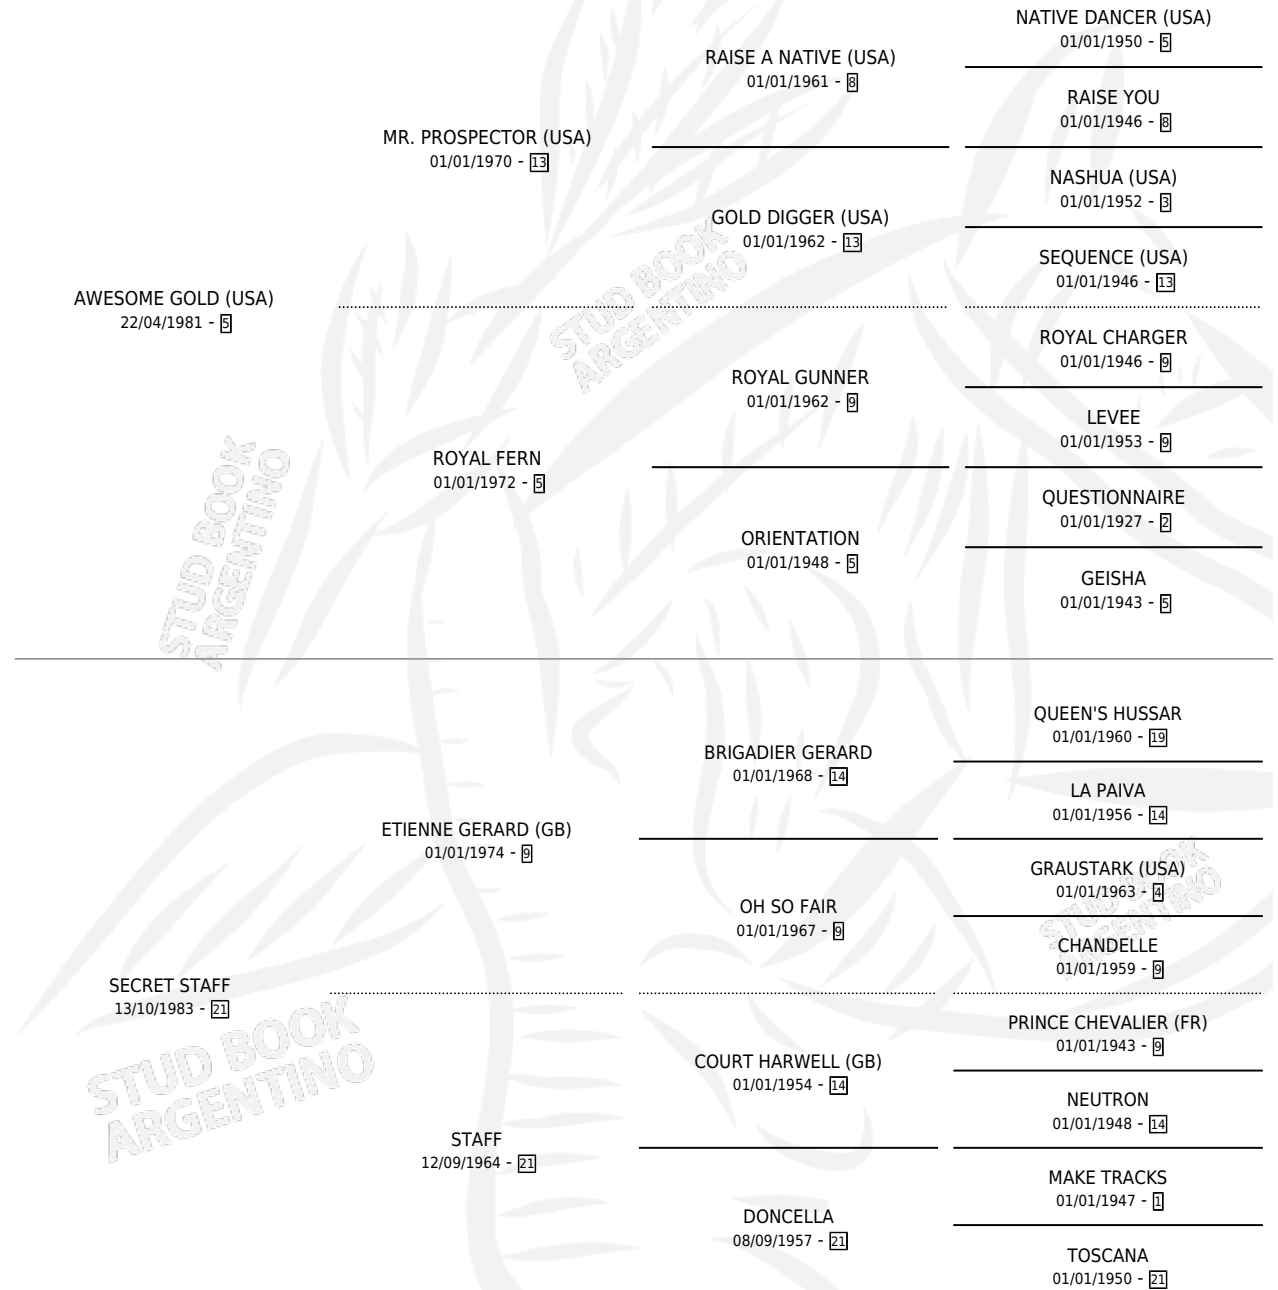 NATIVE DANCER (USA)
01/01/1950 - 5
RAISE A NATIVE (USA)
01/01/1961 - 8
RAISE YOU
01/01/1946 - 8
MR. PROSPECTOR (USA)
01/01/1970 - 13
NASHUA (USA)
01/01/1952 - 3
GOLD DIGGER (USA)
01/01/1962 - 13
SEQUENCE (USA)
01/01/1946 - 13
AWESOME GOLD (USA)
22/04/1981 - 5
STUD BOOK
ARGENTINO
ROYAL CHARGER
01/01/1946 - 9
ROYAL GUNNER
01/01/1962 - 9
LEVEE
01/01/1953 - 9
ROYAL FERN
01/01/1972 - 5
QUESTIONNAIRE
01/01/1927 - 2
ORIENTATION
01/01/1948 - 5
GEISHA
01/01/1943 - 5
STUD BOOK
ARGENTINO
QUEEN'S HUSSAR
01/01/1960 - 19
BRIGADIER GERARD
01/01/1968 - 14
LA PAIVA
01/01/1956 - 14
ETIENNE GERARD (GB)
01/01/1974 - 9
GRAUSTARK (USA)
01/01/1963 - 4
OH SO FAIR
01/01/1967 - 9
STUD BOOK
ARGENTINO
CHANDELLE
01/01/1959 - 9
SECRET STAFF
13/10/1983 - 21
STUD BOOK
ARGENTINO
PRINCE CHEVALIER (FR)
01/01/1943 - 9
COURT HARWELL (GB)
01/01/1954 - 14
NEUTRON
01/01/1948 - 14
STAFF
12/09/1964 - 21
MAKE TRACKS
01/01/1947 - 1
DONCELLA
08/09/1957 - 21
TOSCANA
01/01/1950 - 21